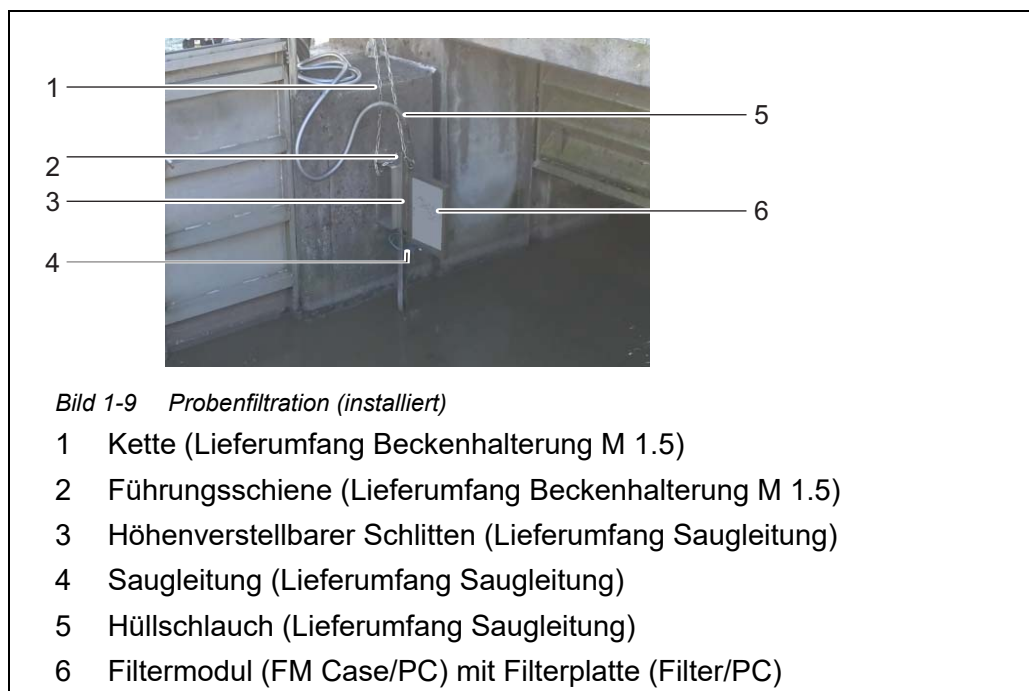 1
2
3
4
5
6
Bild 1-9 Probenfiltration (installiert)
1 Kette (Lieferumfang Beckenhalterung M 1.5)
2 Führungsschiene (Lieferumfang Beckenhalterung M 1.5)
3 Höhenverstellbarer Schlitten (Lieferumfang Saugleitung)
4 Saugleitung (Lieferumfang Saugleitung)
5 Hüllschlauch (Lieferumfang Saugleitung)
6 Filtermodul (FM Case/PC) mit Filterplatte (Filter/PC)